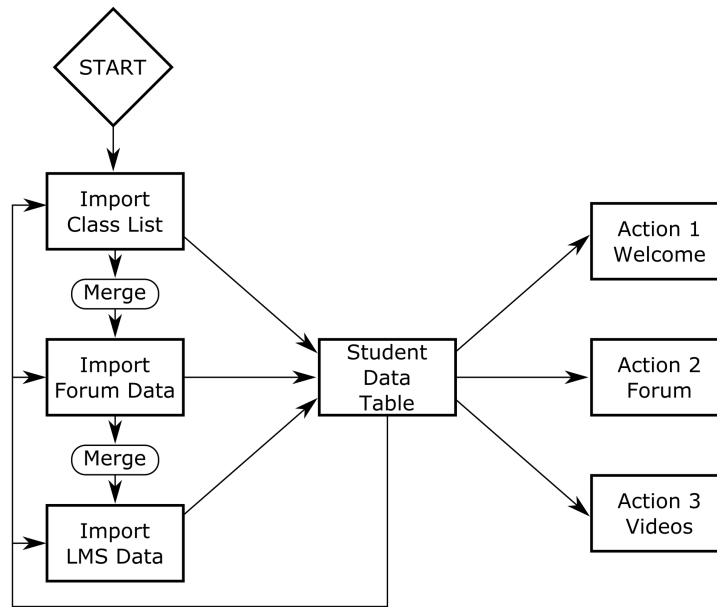 START
Import
Class List
Merge
Import
Forum Data
Merge
Import
LMS Data
Student
Data
Table
Action 1
Welcome
Action 2
Forum
Action 3
Videos